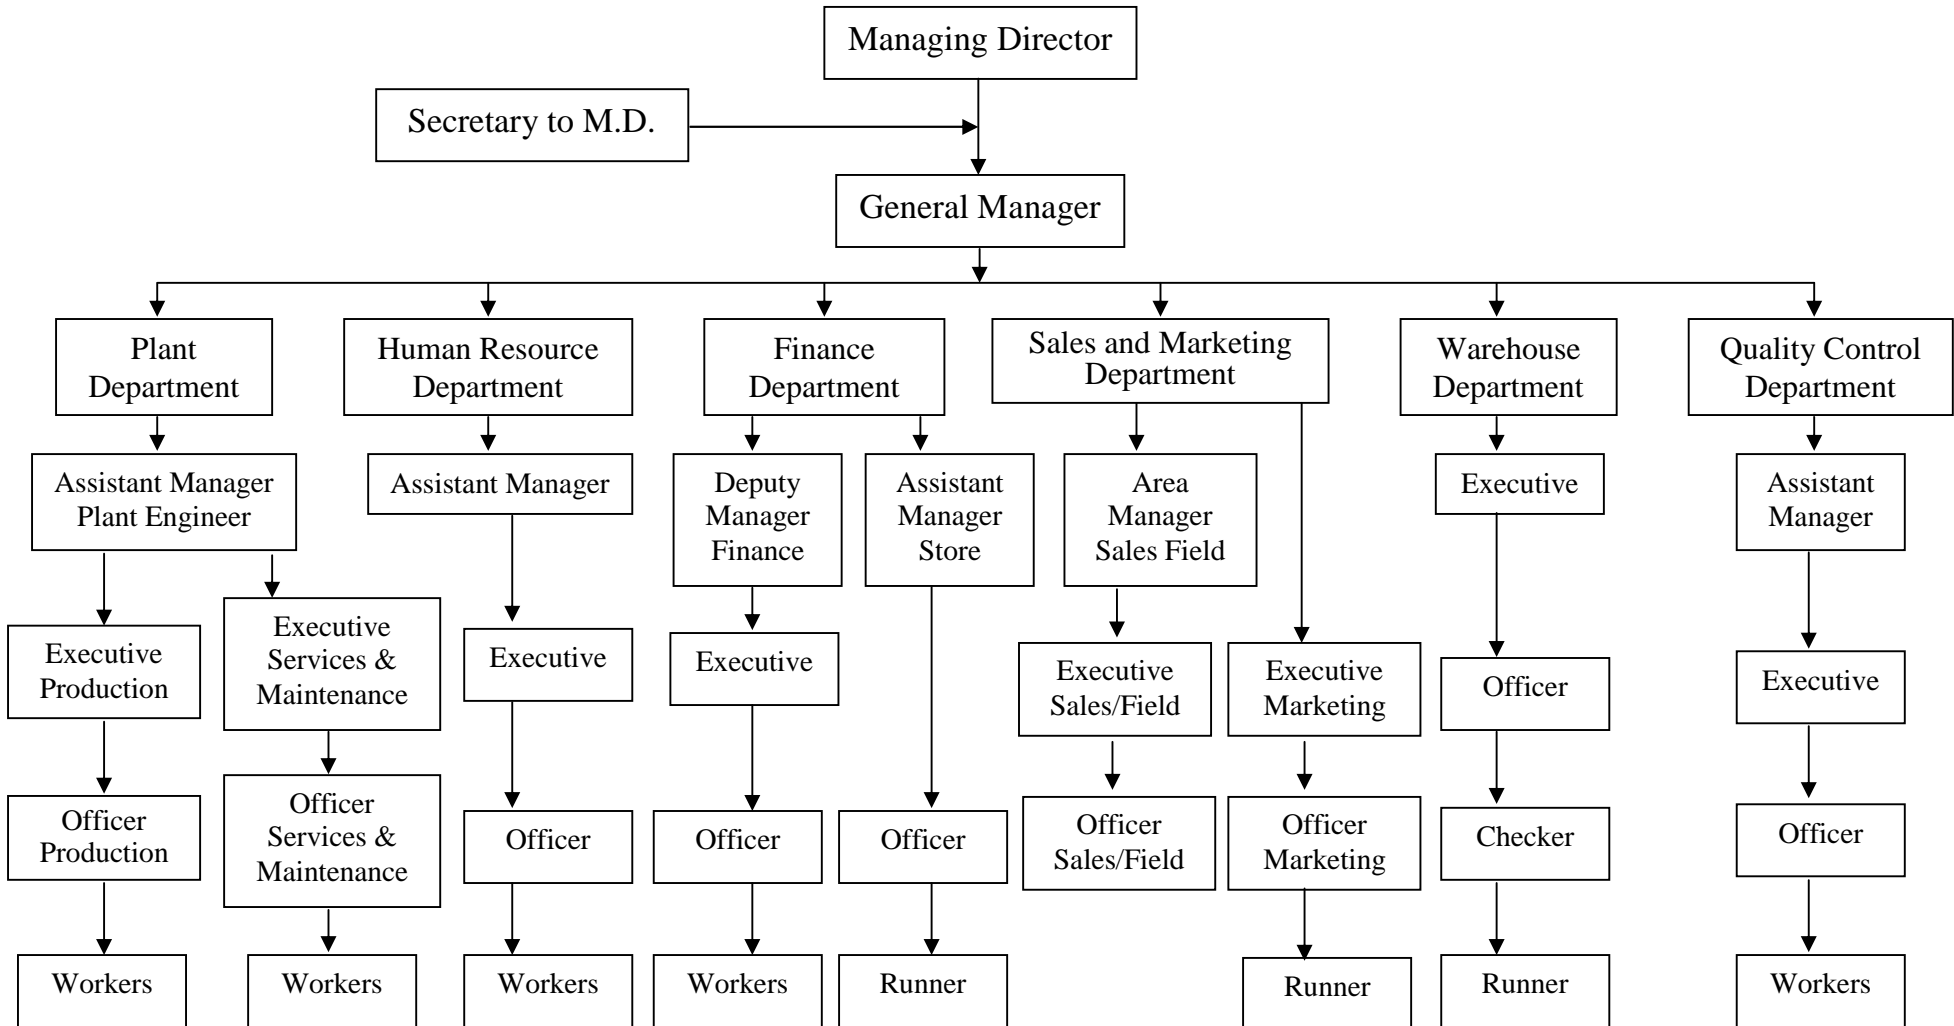 Managing Director
Secretary to M.D.
General Manager
Plant
Department
Human Resource
Department
Finance
Department
Sales and Marketing
Department
Warehouse
Department
Quality Control
Department
Assistant Manager
Plant Engineer
Assistant Manager
Deputy
Manager
Finance
Assistant
Manager
Store
Area
Manager
Sales Field
Executive
Assistant
Manager
Executive
Production
Executive
Services &
Maintenance
Executive
Executive
Executive
Sales/Field
Executive
Marketing
Officer
Executive
Officer
Production
Officer
Services &
Maintenance
Officer
Officer
Officer
Officer
Sales/Field
Officer
Marketing
Checker
Officer
Workers
Workers
Workers
Workers
Runner
Runner
Runner
Workers